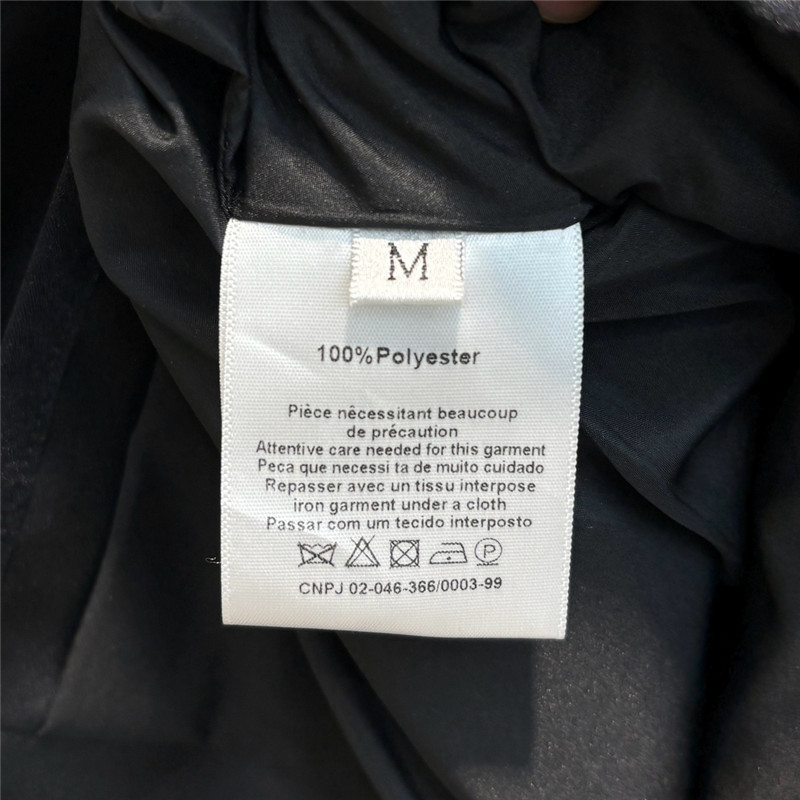 M
100%Polyester
Pièce nêcessitant beaucoup
de précaution
Attentive care needed for this garment
Peca que necessi ta de muito cuidado
Repasser avec un tissu interpose
iron garment under a cloth
Passar com um tecido interposto
P
CNPJ 02-046-366/0003-99